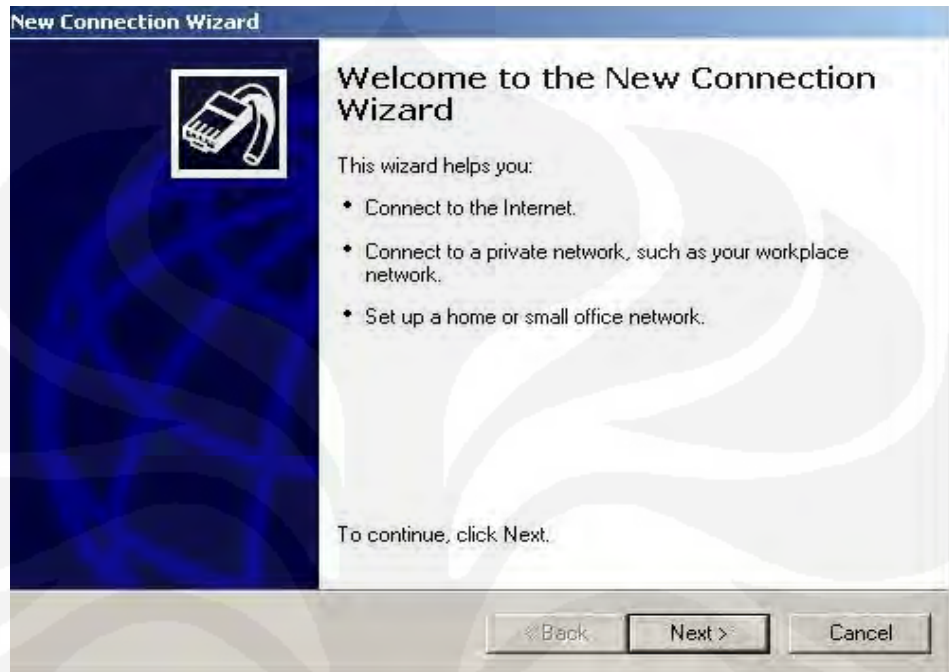 New Connection Wizard
Welcome to the New Connection
Wizard
This wizard helps you:
• Connect to the Internet.
• Connect to a private network, such as your workplace
network.
• Set up a home or small office network.
To continue, click Next.
< Back
Next >
Cancel